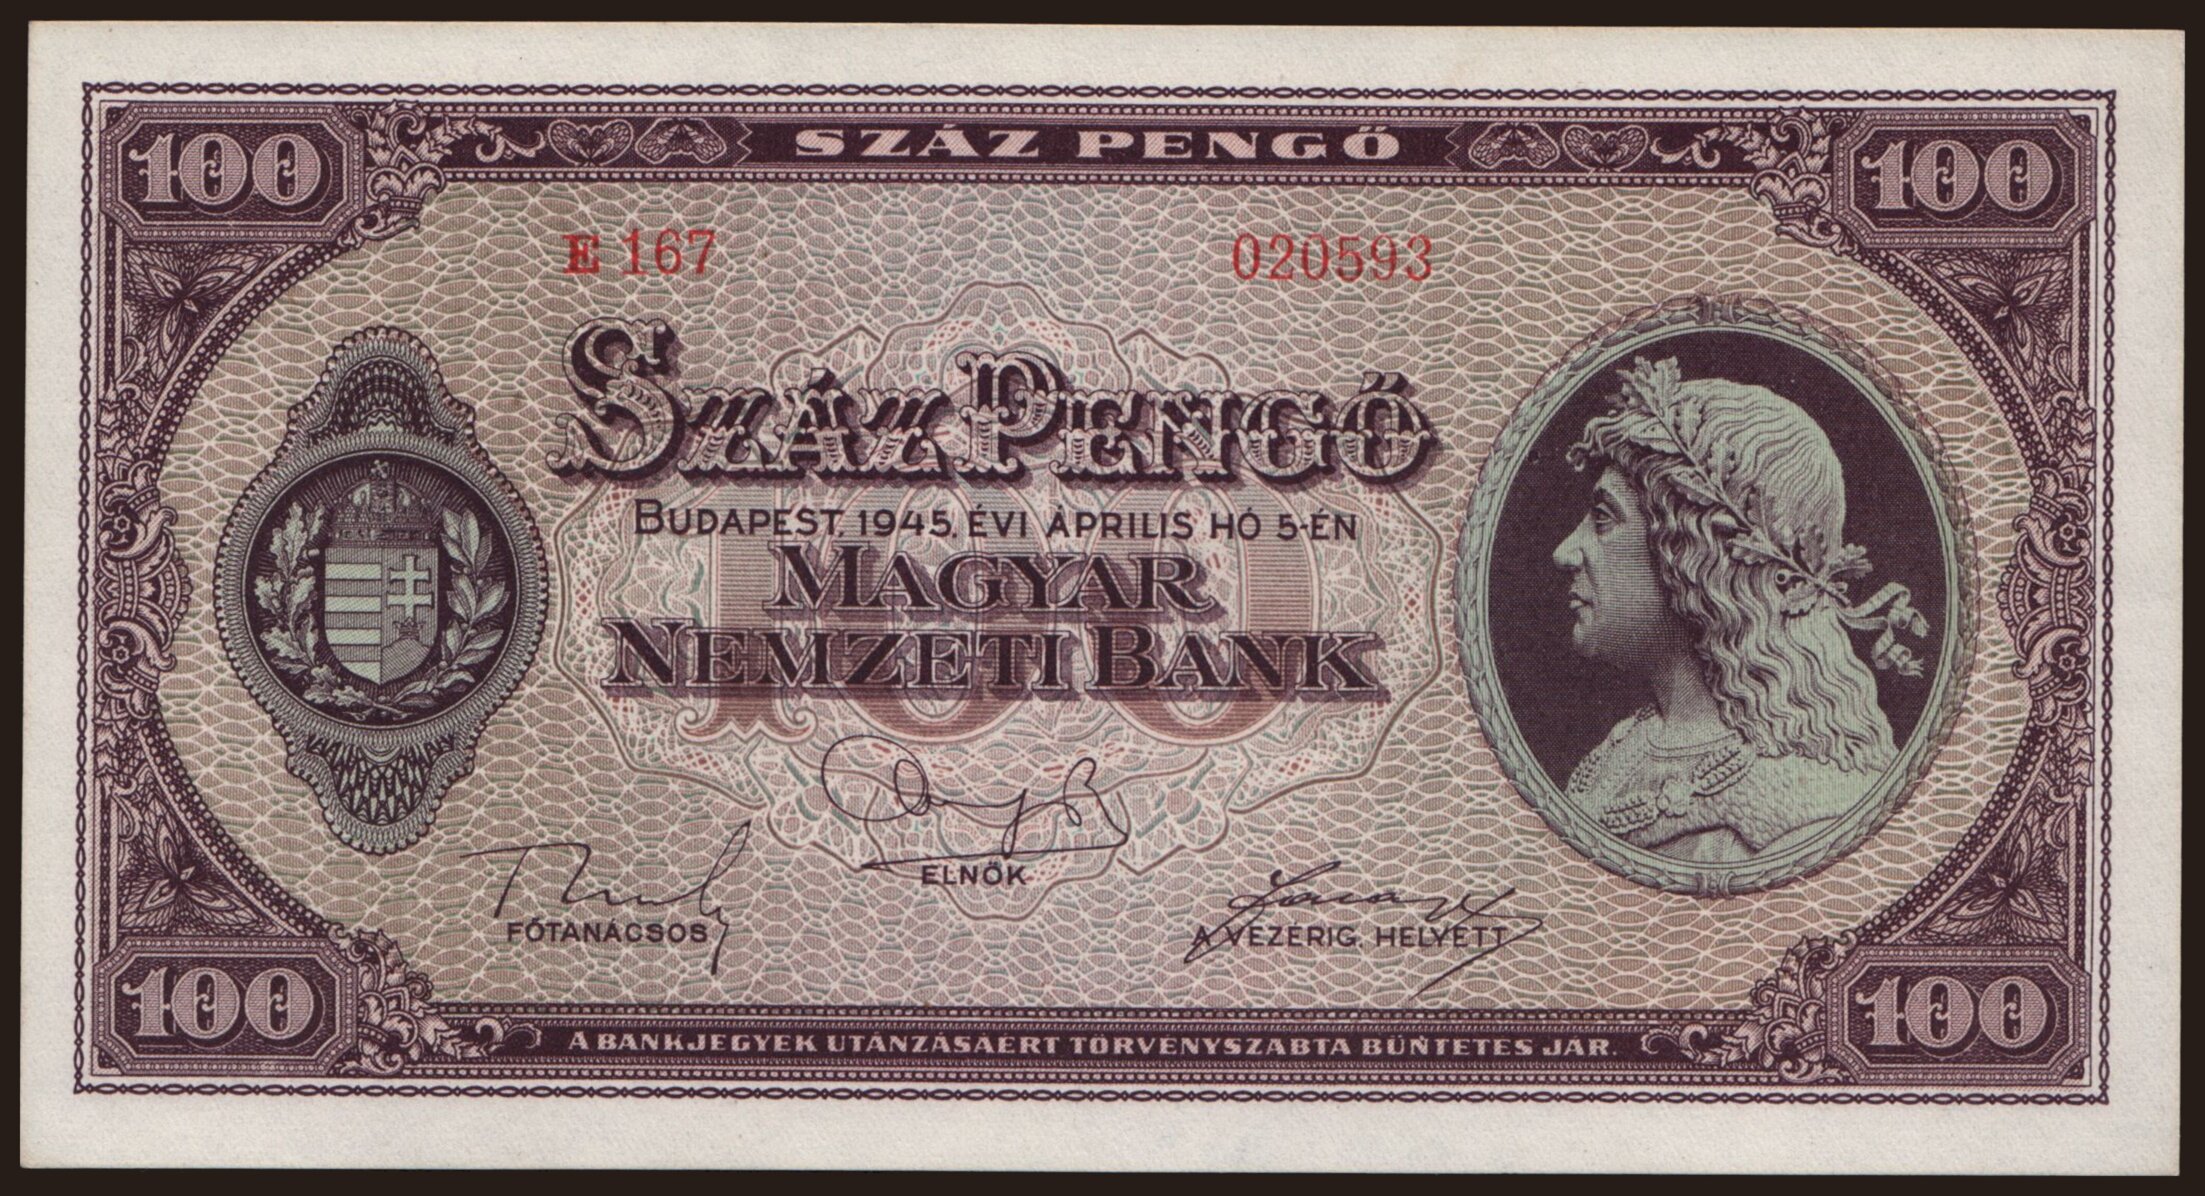 100 SZÁZ PENGŐ 100
E 167 020593
SZÁZ PENGŐ
100
BUDAPEST, 1945. ÉVI ÁPRILIS HÓ 5-ÉN
MAGYAR
NEMZETI BANK
ELNÖK
FŐTANÁCSOS
A VEZÉRIG. HELYETT
100 A BANKJEGYEK UTÁNZÁSÁÉRT TÖRVÉNYSZABTA BÜNTETÉS JÁR. 100